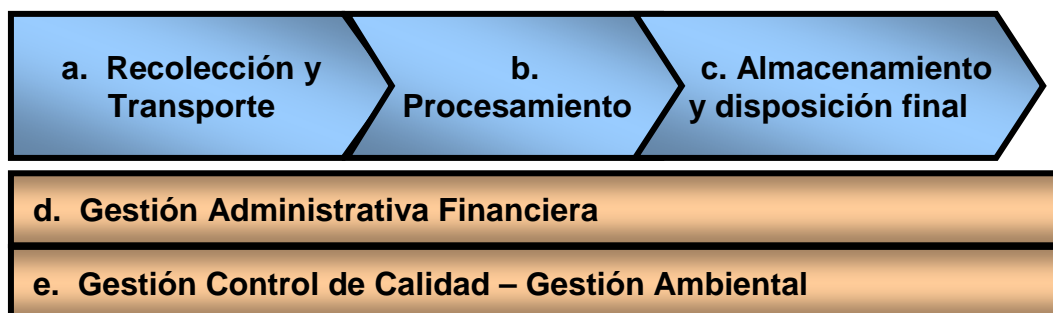 a. Recolección y
Transporte
b.
Procesamiento
c. Almacenamiento
y disposición final
d. Gestión Administrativa Financiera
e. Gestión Control de Calidad – Gestión Ambiental